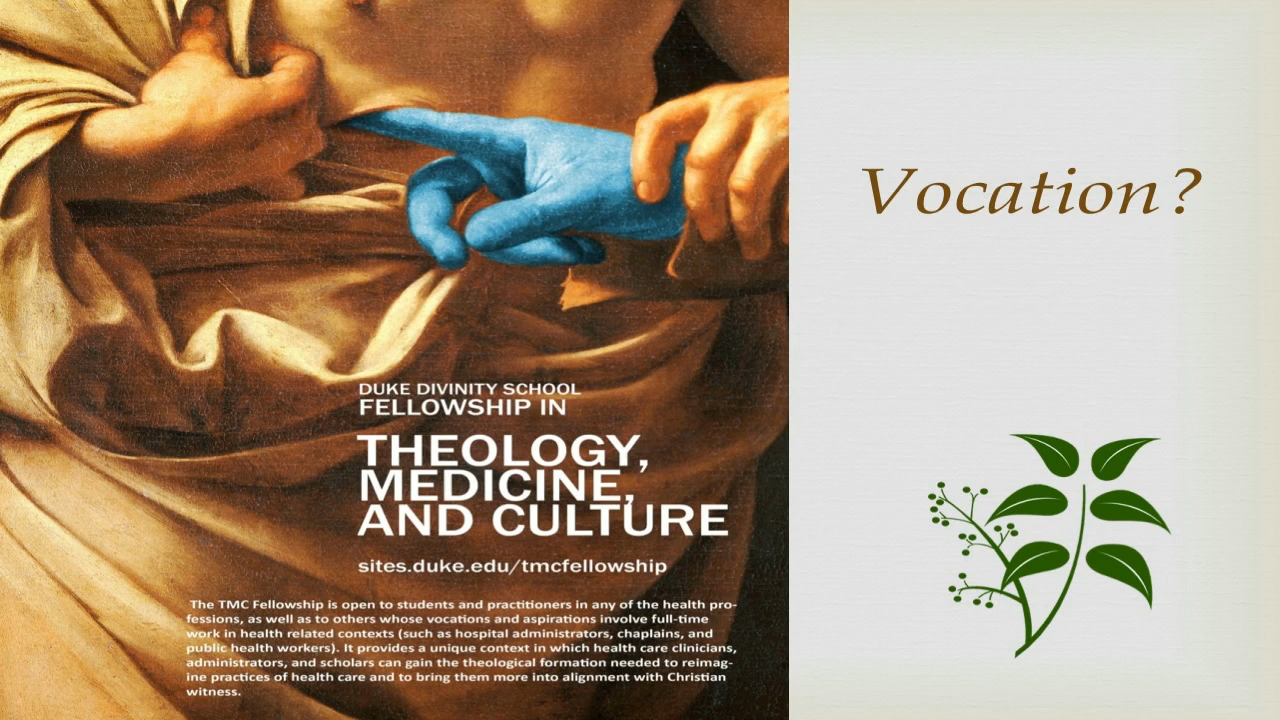 Vocation?
DUKE DIVINITY SCHOOL
FELLOWSHIP IN
THEOLOGY,
MEDICINE,
AND CULTURE
sites.duke.edu/tmcfellowship
The TMC Fellowship is open to students and practitioners in any of the health pro-
fessions, as well as to others whose vocations and aspirations involve full-time
work in health related contexts (such as hospital administrators, chaplains, and
public health workers). It provides a unique context in which health care clinicians,
administrators, and scholars can gain the theological formation needed to reimag-
ine practices of health care and to bring them more into alignment with Christian
witness.